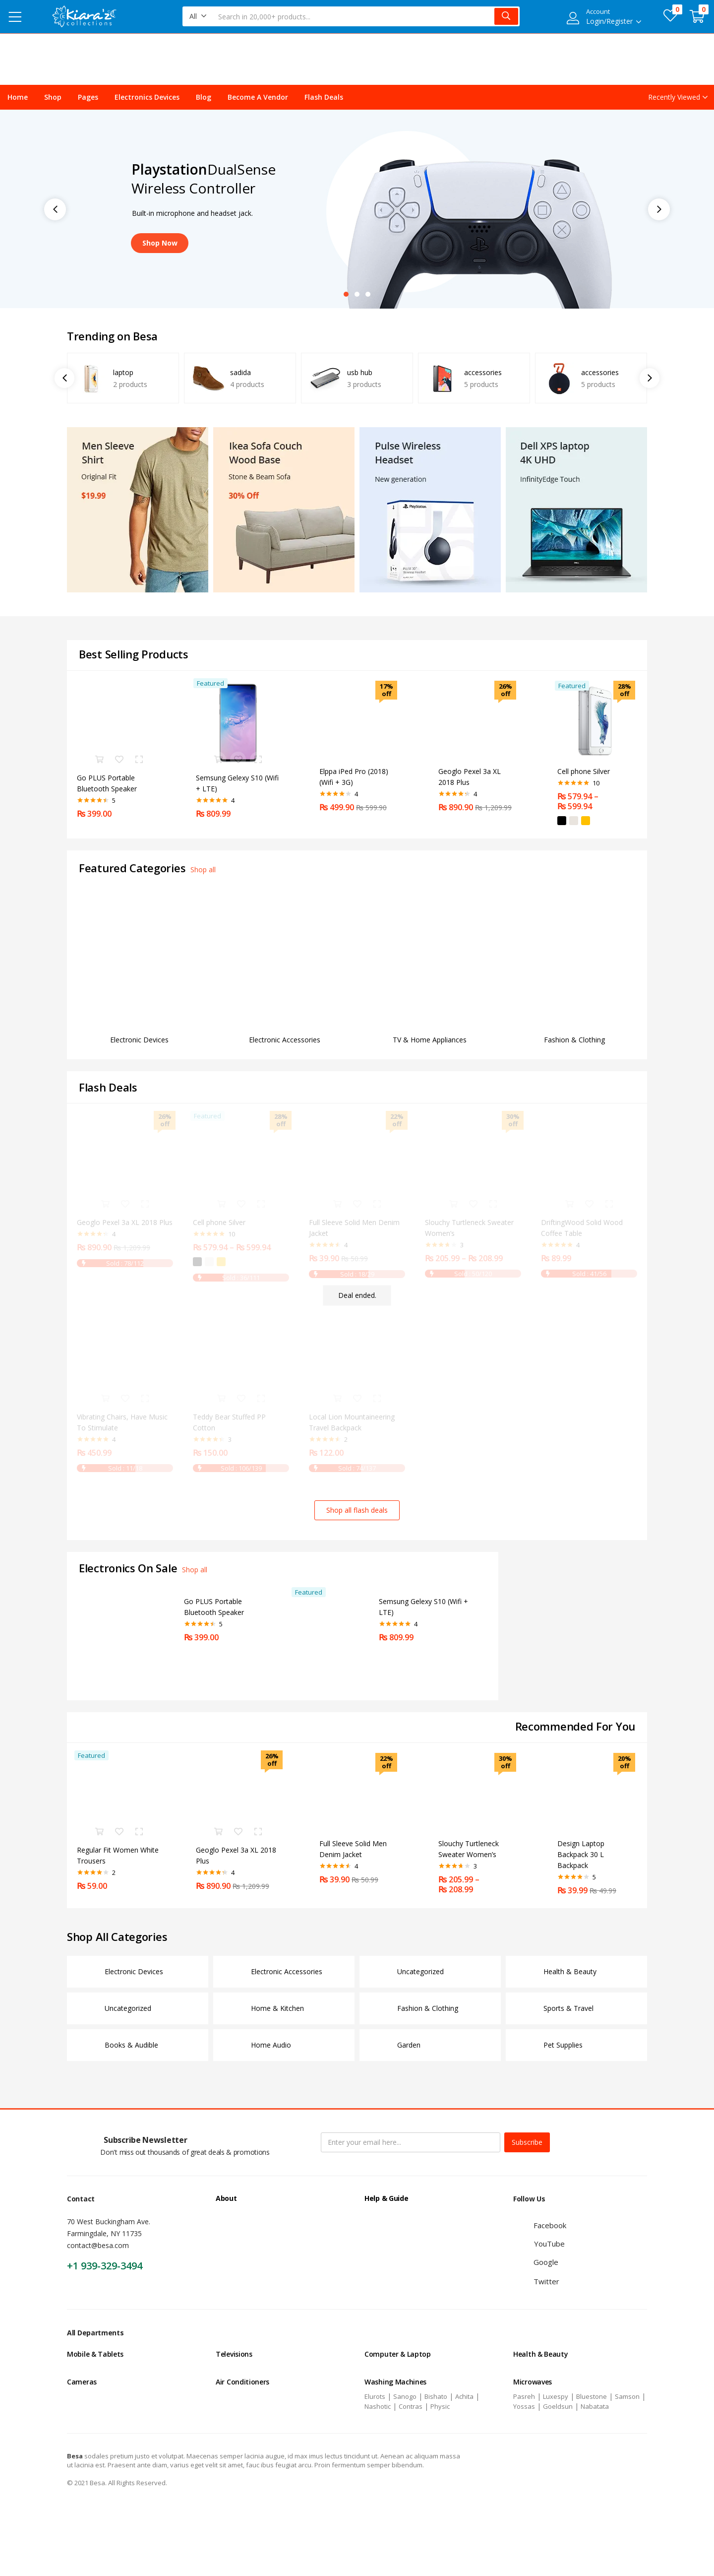 Kiara'z
collections
All
Search in 20,000+ products...
Account
Login/Register
0
0
Home Shop Pages Electronics Devices Blog Become A Vendor Flash Deals
Recently Viewed
PlaystationDualSense
Wireless Controller
Built-in microphone and headset jack.
Shop Now
Trending on Besa
laptop
2 products
sadida
4 products
usb hub
3 products
accessories
5 products
accessories
5 products
Men Sleeve
Shirt
Original Fit
$19.99
Ikea Sofa Couch
Wood Base
Stone & Beam Sofa
30% Off
Pulse Wireless
Headset
New generation
Dell XPS laptop
4K UHD
InfinityEdge Touch
Best Selling Products
Go PLUS Portable
Bluetooth Speaker
5
₨ 399.00
Featured
Semsung Gelexy S10 (Wifi
+ LTE)
4
₨ 809.99
17%
off
Elppa iPed Pro (2018)
(Wifi + 3G)
4
₨ 499.90 ₨ 599.90
26%
off
Geoglo Pexel 3a XL
2018 Plus
4
₨ 890.90 ₨ 1,209.99
Featured
28%
off
Cell phone Silver
10
₨ 579.94 –
₨ 599.94
Featured Categories Shop all
Electronic Devices
Electronic Accessories
TV & Home Appliances
Fashion & Clothing
Flash Deals
26%
off
Geoglo Pexel 3a XL 2018 Plus
4
₨ 890.90 ₨ 1,209.99
Featured
28%
off
Cell phone Silver
10
₨ 579.94 – ₨ 599.94
22%
off
Full Sleeve Solid Men Denim
Jacket
4
₨ 39.90 ₨ 50.99
30%
off
Slouchy Turtleneck Sweater
Women's
3
₨ 205.99 – ₨ 208.99
DriftingWood Solid Wood
Coffee Table
4
₨ 89.99
Deal ended.
Vibrating Chairs, Have Music
To Stimulate
4
₨ 450.99
Teddy Bear Stuffed PP
Cotton
3
₨ 150.00
Local Lion Mountaineering
Travel Backpack
2
₨ 122.00
Shop all flash deals
Electronics On Sale Shop all
Go PLUS Portable
Bluetooth Speaker
5
₨ 399.00
Featured
Semsung Gelexy S10 (Wifi +
LTE)
4
₨ 809.99
Recommended For You
Featured
Regular Fit Women White
Trousers
2
₨ 59.00
26%
off
Geoglo Pexel 3a XL 2018
Plus
4
₨ 890.90 ₨ 1,209.99
22%
off
Full Sleeve Solid Men
Denim Jacket
4
₨ 39.90 ₨ 50.99
30%
off
Slouchy Turtleneck
Sweater Women's
3
₨ 205.99 –
₨ 208.99
20%
off
Design Laptop
Backpack 30 L
Backpack
5
₨ 39.99 ₨ 49.99
Shop All Categories
Electronic Devices
Electronic Accessories
Uncategorized
Health & Beauty
Uncategorized
Home & Kitchen
Fashion & Clothing
Sports & Travel
Books & Audible
Home Audio
Garden
Pet Supplies
Subscribe Newsletter
Don't miss out thousands of great deals & promotions
Enter your email here...
Subscribe
Contact
70 West Buckingham Ave.
Farmingdale, NY 11735
contact@besa.com
+1 939-329-3494
About
Help & Guide
Follow Us
Facebook
YouTube
Google
Twitter
All Departments
Mobile & Tablets
Televisions
Computer & Laptop
Health & Beauty
Cameras
Air Conditioners
Washing Machines
Elurots | Sanogo | Bishato | Achita |
Nashotic | Contras | Physic
Microwaves
Pasreh | Luxespy | Bluestone | Samson |
Yossas | Goeldsun | Nabatata
Besa sodales pretium justo et volutpat. Maecenas semper lacinia augue, id max imus lectus tincidunt ut. Aenean ac aliquam massa
ut lacinia est. Praesent ante diam, varius eget velit sit amet, fauc ibus feugiat arcu. Proin fermentum semper bibendum.
© 2021 Besa. All Rights Reserved.